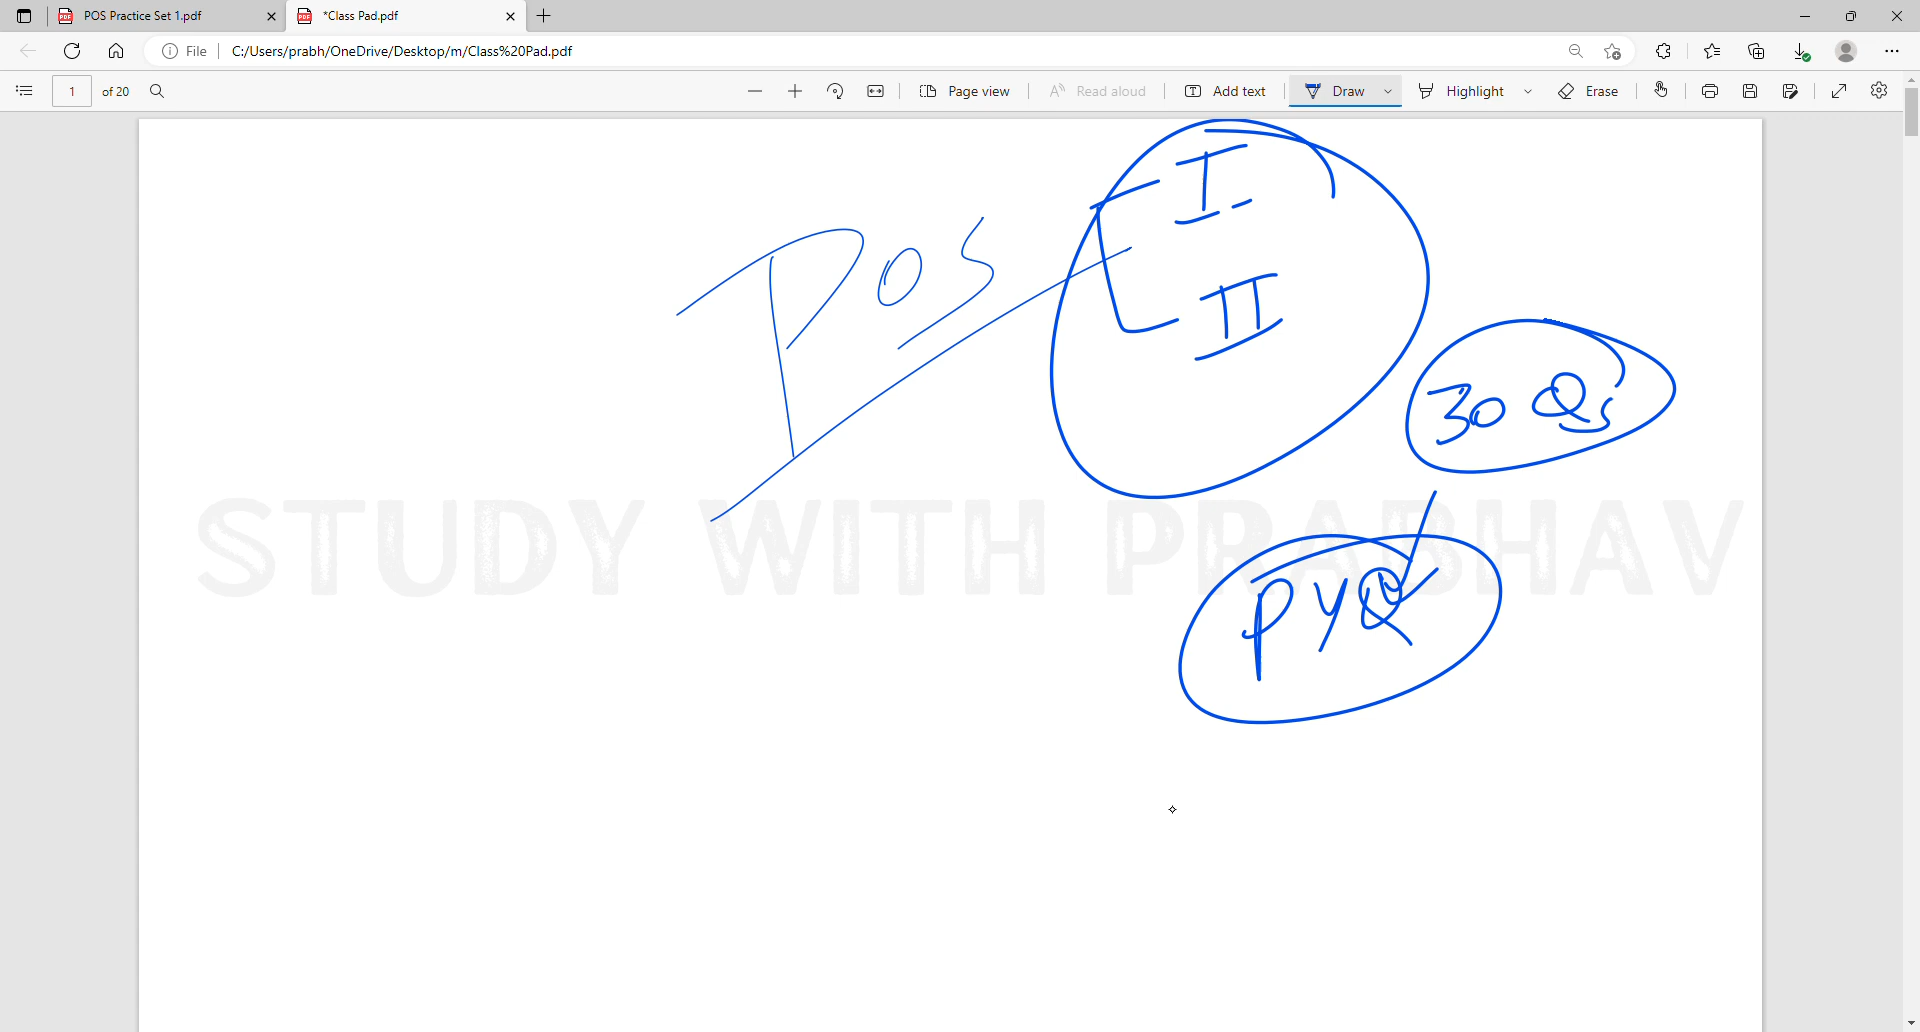 POS Practice Set 1.pdf
*Class Pad.pdf
File
C:/Users/prabh/OneDrive/Desktop/m/Class%20Pad.pdf
1 of 20
Page view
Read aloud
Add text
Draw
Highlight
Erase
POS
I
II
30 Qs
STUDY WITH PRABHAV
PYQ